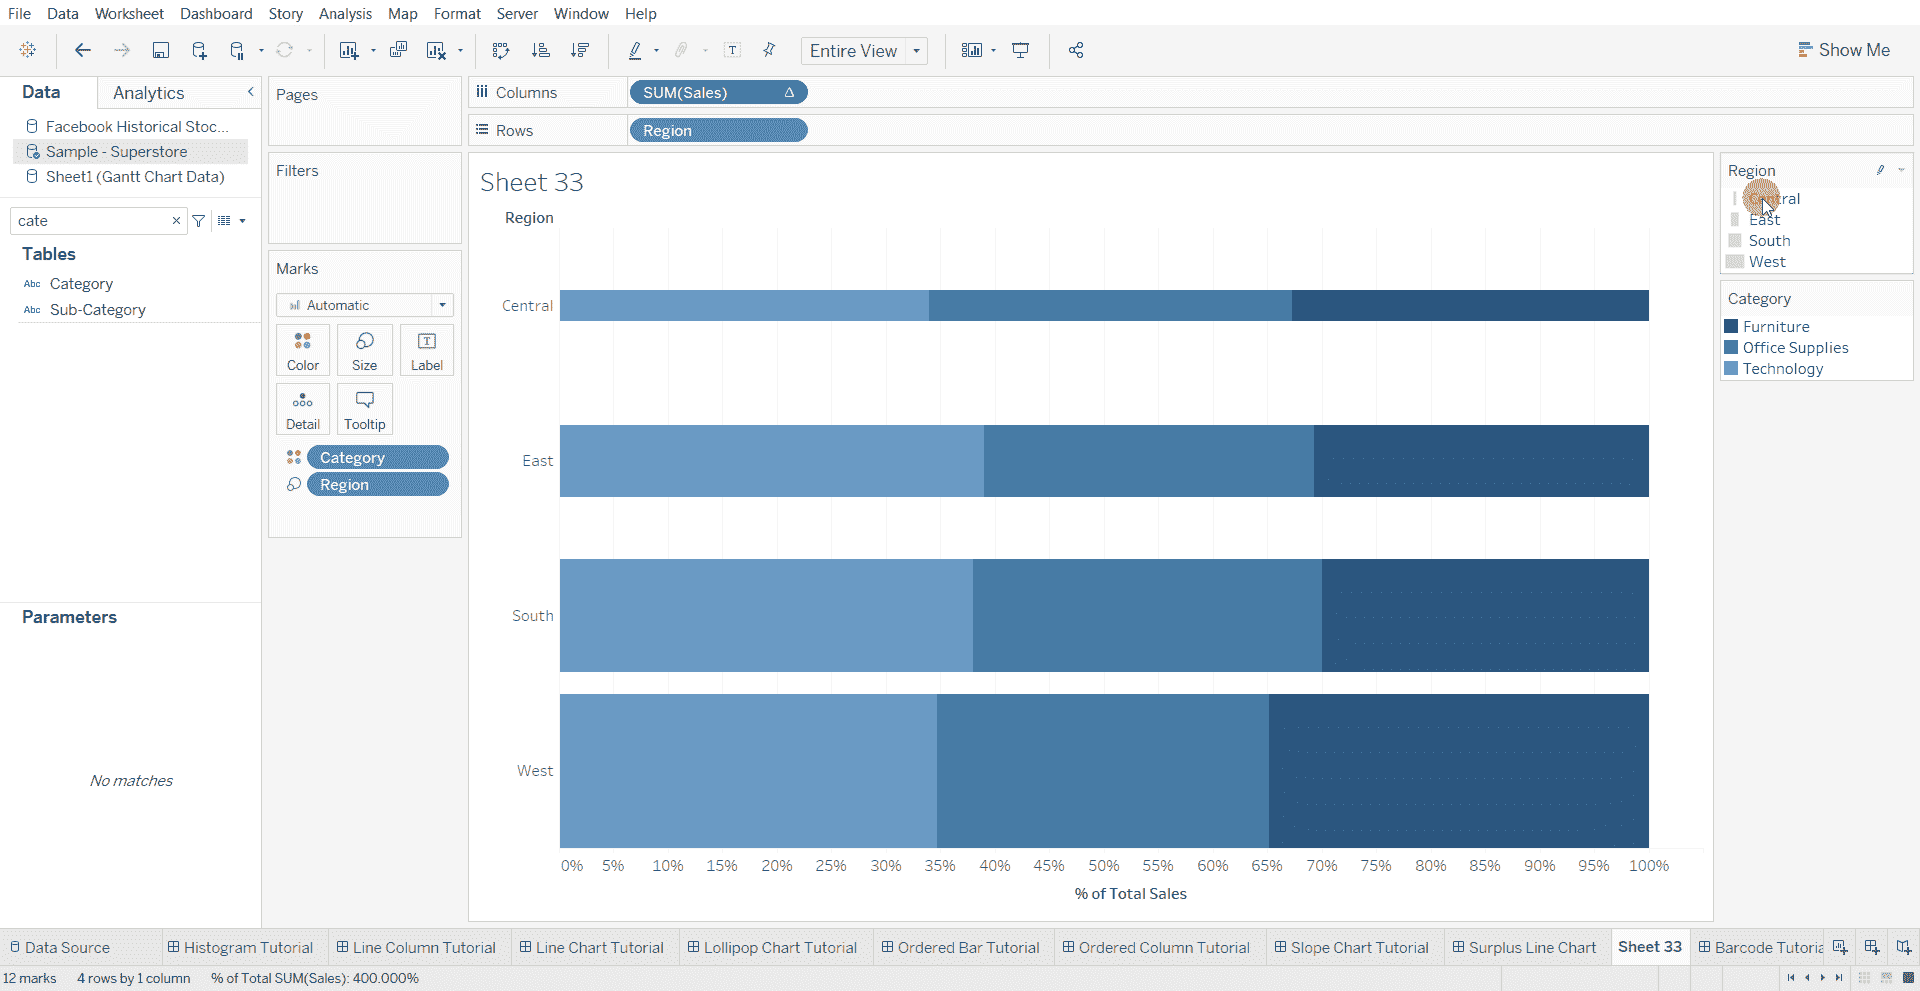 File Data Worksheet Dashboard Story Analysis Map Format Server Window Help
Entire View
Show Me
Data Analytics
Facebook Historical Stoc...
Sample - Superstore
Sheet1 (Gantt Chart Data)
cate
Tables
Abc Category
Abc Sub-Category
Parameters
No matches
Pages
Filters
Marks
Automatic
Color Size Label
Detail Tooltip
Category
Region
Columns SUM(Sales)
Rows Region
Sheet 33
Region
Central
East
South
West
0% 5% 10% 15% 20% 25% 30% 35% 40% 45% 50% 55% 60% 65% 70% 75% 80% 85% 90% 95% 100%
% of Total Sales
Region
Central
East
South
West
Category
Furniture
Office Supplies
Technology
Data Source Histogram Tutorial Line Column Tutorial Line Chart Tutorial Lollipop Chart Tutorial Ordered Bar Tutorial Ordered Column Tutorial Slope Chart Tutorial Surplus Line Chart Sheet 33 Barcode Tutoria
12 marks 4 rows by 1 column % of Total SUM(Sales): 400.000%